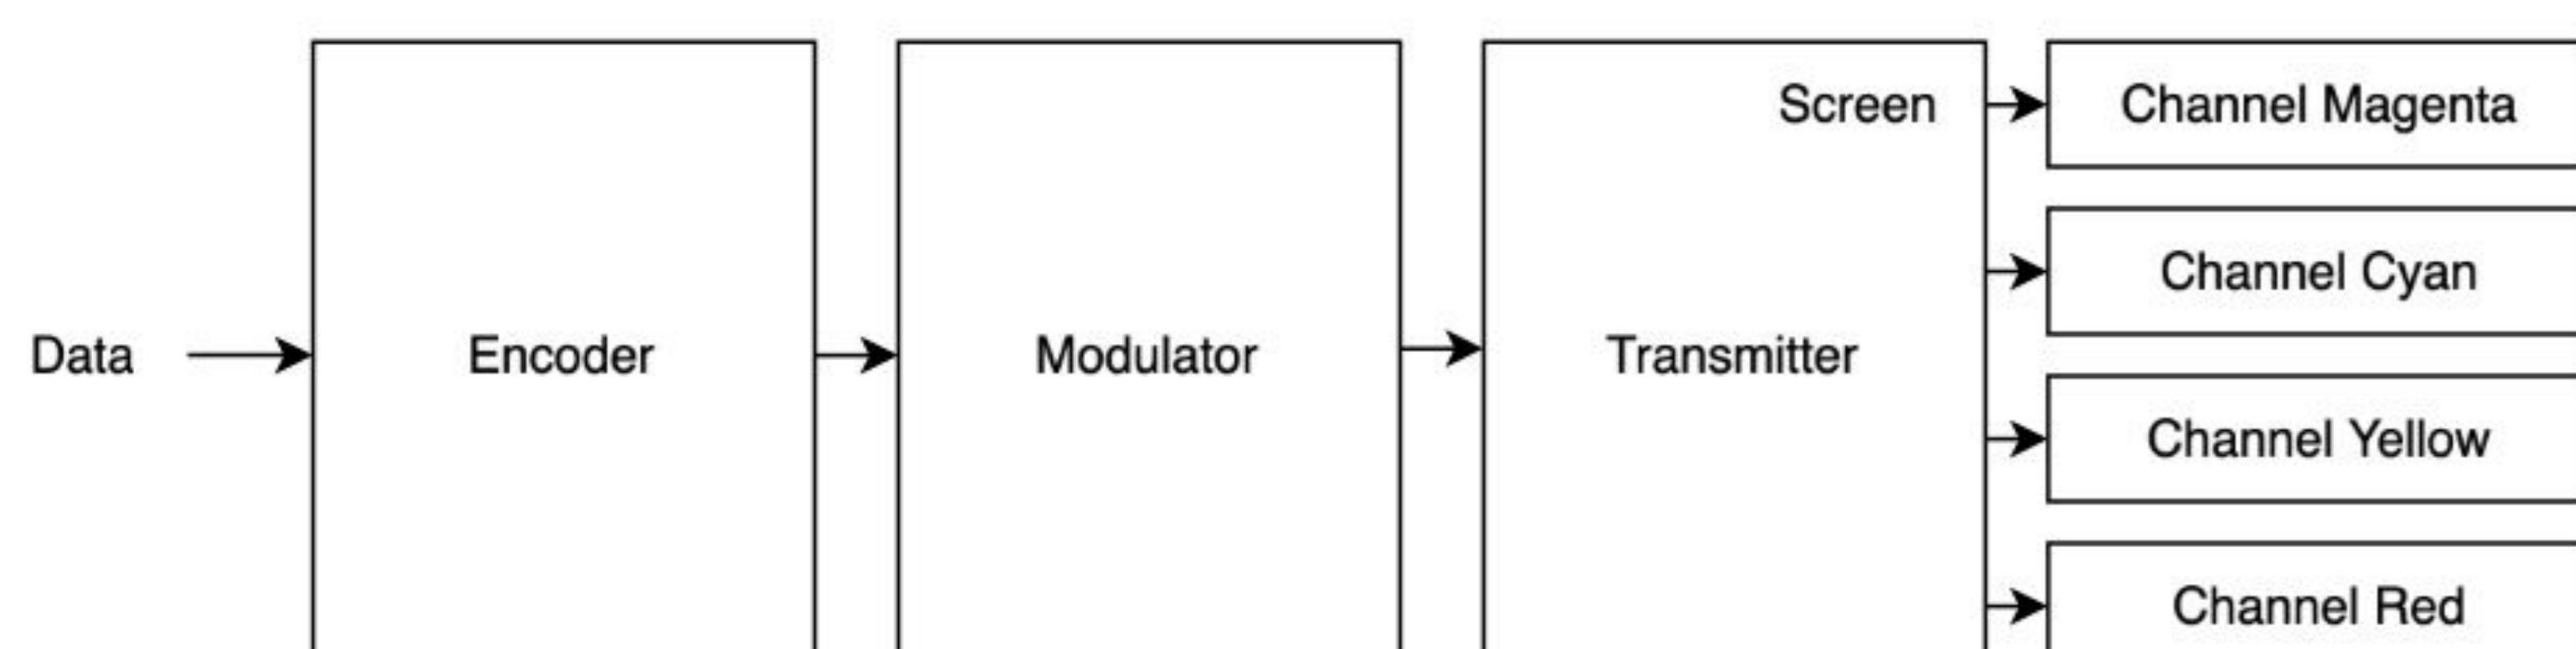 Screen
Channel Magenta
Channel Cyan
Data
Encoder
Modulator
Transmitter
Channel Yellow
Channel Red